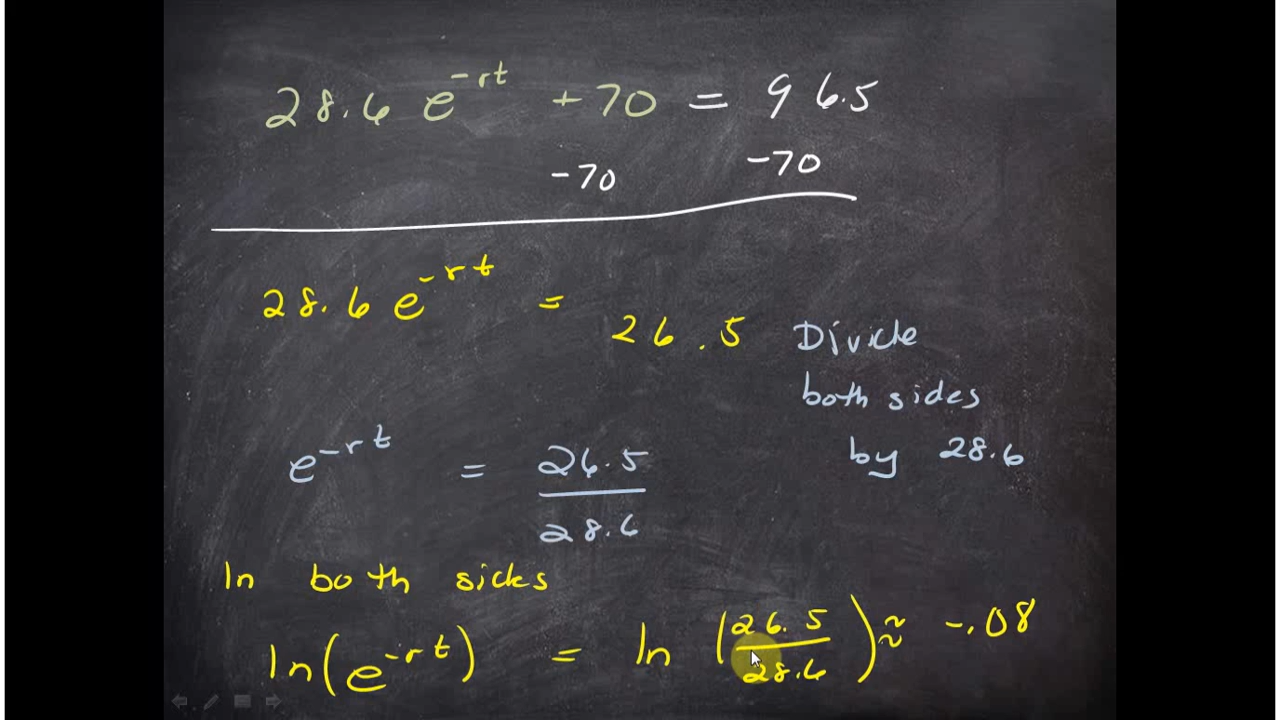 28.6 e^-rt + 70 = 96.5
-70 -70
28.6 e^-rt = 26.5
Divide
both sides
by 28.6
e^-rt = 26.5/28.6
ln both sides
ln(e^-rt) = ln(26.5/28.6) ≈ -.08